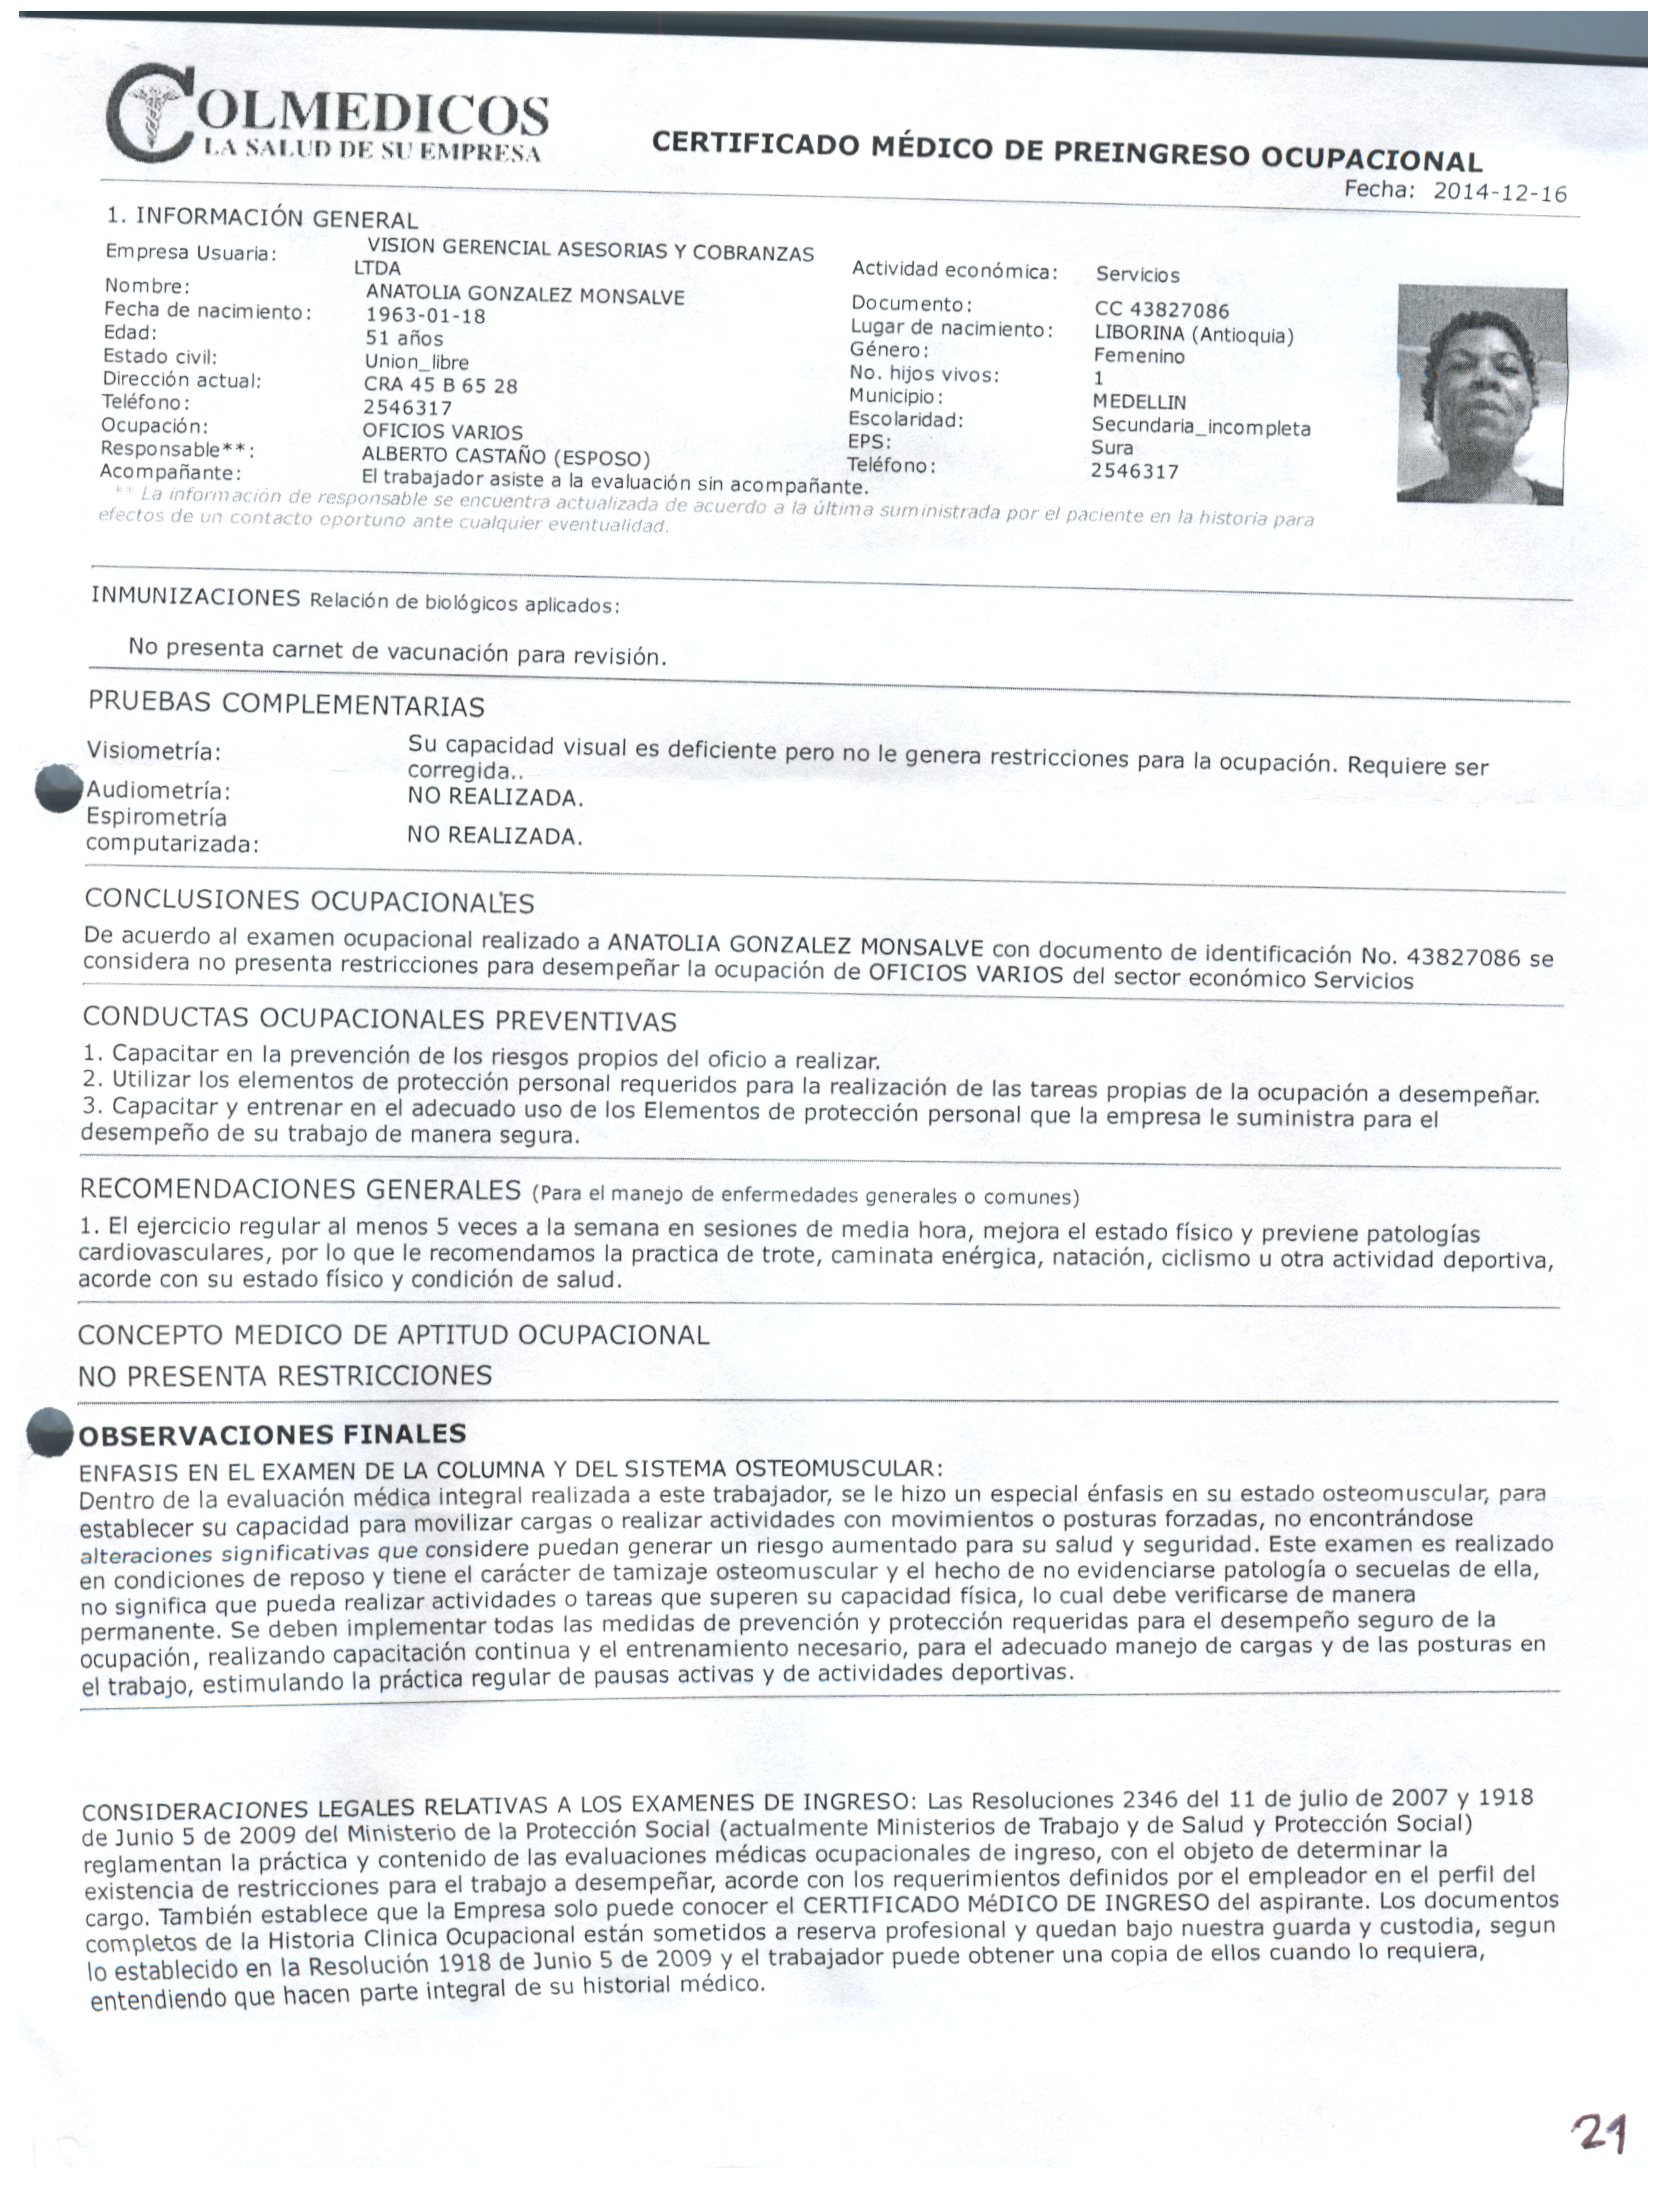 COLMEDICOS
LA SALUD DE SU EMPRESA
CERTIFICADO MÉDICO DE PREINGRESO OCUPACIONAL
Fecha: 2014-12-16
1. INFORMACIÓN GENERAL
Empresa Usuaria: VISION GERENCIAL ASESORIAS Y COBRANZAS
LTDA Actividad económica: Servicios
Nombre: ANATOLIA GONZALEZ MONSALVE Documento: CC 43827086
Fecha de nacimiento: 1963-01-18 Lugar de nacimiento: LIBORINA (Antioquia)
Edad: 51 años Género: Femenino
Estado civil: Union_libre No. hijos vivos: 1
Dirección actual: CRA 45 B 65 28 Municipio: MEDELLIN
Teléfono: 2546317 Escolaridad: Secundaria_incompleta
Ocupación: OFICIOS VARIOS EPS: Sura
Responsable**: ALBERTO CASTAÑO (ESPOSO) Teléfono: 2546317
Acompañante: El trabajador asiste a la evaluación sin acompañante.
** La información de responsable se encuentra actualizada de acuerdo a la última suministrada por el paciente en la historia para
efectos de un contacto oportuno ante cualquier eventualidad.
INMUNIZACIONES Relación de biológicos aplicados:
No presenta carnet de vacunación para revisión.
PRUEBAS COMPLEMENTARIAS
Visiometría: Su capacidad visual es deficiente pero no le genera restricciones para la ocupación. Requiere ser
corregida..
Audiometría: NO REALIZADA.
Espirometría
computarizada: NO REALIZADA.
CONCLUSIONES OCUPACIONALES
De acuerdo al examen ocupacional realizado a ANATOLIA GONZALEZ MONSALVE con documento de identificación No. 43827086 se
considera no presenta restricciones para desempeñar la ocupación de OFICIOS VARIOS del sector económico Servicios
CONDUCTAS OCUPACIONALES PREVENTIVAS
1. Capacitar en la prevención de los riesgos propios del oficio a realizar.
2. Utilizar los elementos de protección personal requeridos para la realización de las tareas propias de la ocupación a desempeñar.
3. Capacitar y entrenar en el adecuado uso de los Elementos de protección personal que la empresa le suministra para el
desempeño de su trabajo de manera segura.
RECOMENDACIONES GENERALES (Para el manejo de enfermedades generales o comunes)
1. El ejercicio regular al menos 5 veces a la semana en sesiones de media hora, mejora el estado físico y previene patologías
cardiovasculares, por lo que le recomendamos la practica de trote, caminata enérgica, natación, ciclismo u otra actividad deportiva,
acorde con su estado físico y condición de salud.
CONCEPTO MEDICO DE APTITUD OCUPACIONAL
NO PRESENTA RESTRICCIONES
OBSERVACIONES FINALES
ENFASIS EN EL EXAMEN DE LA COLUMNA Y DEL SISTEMA OSTEOMUSCULAR:
Dentro de la evaluación médica integral realizada a este trabajador, se le hizo un especial énfasis en su estado osteomuscular, para
establecer su capacidad para movilizar cargas o realizar actividades con movimientos o posturas forzadas, no encontrándose
alteraciones significativas que considere puedan generar un riesgo aumentado para su salud y seguridad. Este examen es realizado
en condiciones de reposo y tiene el carácter de tamizaje osteomuscular y el hecho de no evidenciarse patología o secuelas de ella,
no significa que pueda realizar actividades o tareas que superen su capacidad física, lo cual debe verificarse de manera
permanente. Se deben implementar todas las medidas de prevención y protección requeridas para el desempeño seguro de la
ocupación, realizando capacitación continua y el entrenamiento necesario, para el adecuado manejo de cargas y de las posturas en
el trabajo, estimulando la práctica regular de pausas activas y de actividades deportivas.
CONSIDERACIONES LEGALES RELATIVAS A LOS EXAMENES DE INGRESO: Las Resoluciones 2346 del 11 de julio de 2007 y 1918
de Junio 5 de 2009 del Ministerio de la Protección Social (actualmente Ministerios de Trabajo y de Salud y Protección Social)
reglamentan la práctica y contenido de las evaluaciones médicas ocupacionales de ingreso, con el objeto de determinar la
existencia de restricciones para el trabajo a desempeñar, acorde con los requerimientos definidos por el empleador en el perfil del
cargo. También establece que la Empresa solo puede conocer el CERTIFICADO MéDICO DE INGRESO del aspirante. Los documentos
completos de la Historia Clinica Ocupacional están sometidos a reserva profesional y quedan bajo nuestra guarda y custodia, segun
lo establecido en la Resolución 1918 de Junio 5 de 2009 y el trabajador puede obtener una copia de ellos cuando lo requiera,
entendiendo que hacen parte integral de su historial médico.
21